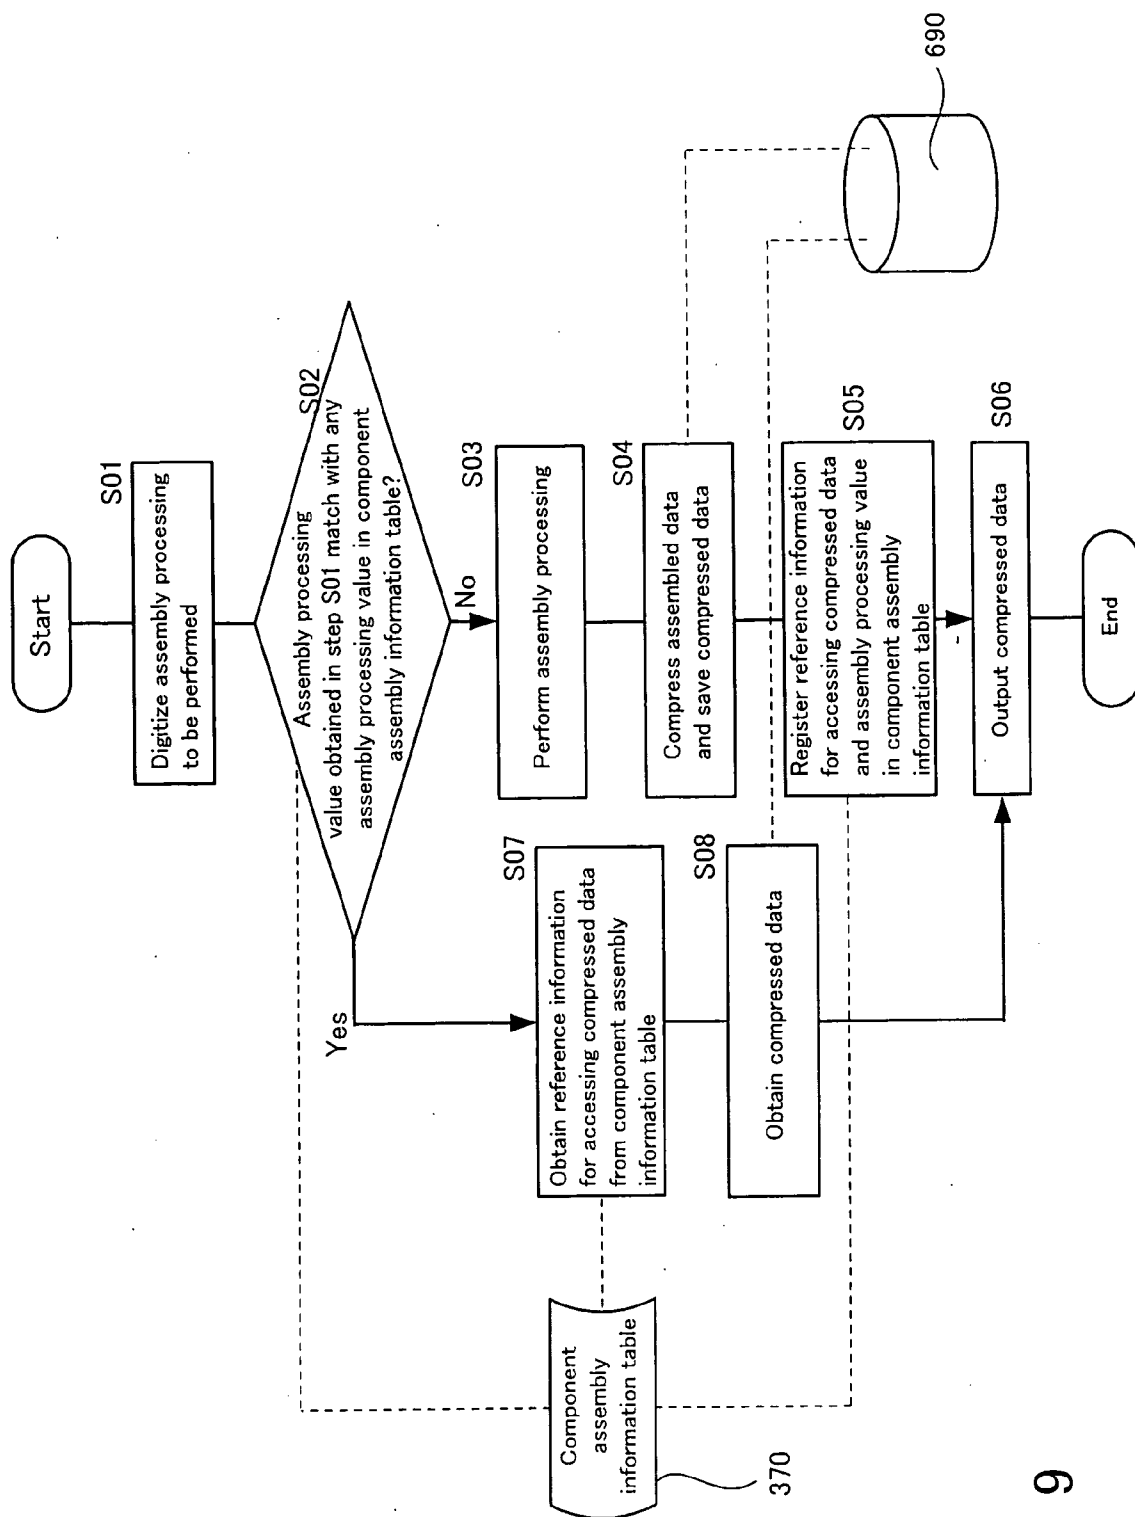 Start
S01
Digitize assembly processing
to be performed
S02
Assembly processing
value obtained in step S01 match with any
assembly processing value in component
assembly information table?
Yes
No
S03
Perform assembly processing
S04
Compress assembled data
and save compressed data
S05
Register reference information
for accessing compressed data
and assembly processing value
in component assembly
information table
S06
Output compressed data
End
S07
Obtain reference information
for accessing compressed data
from component assembly
information table
S08
Obtain compressed data
Component
assembly
information table
370
690
9